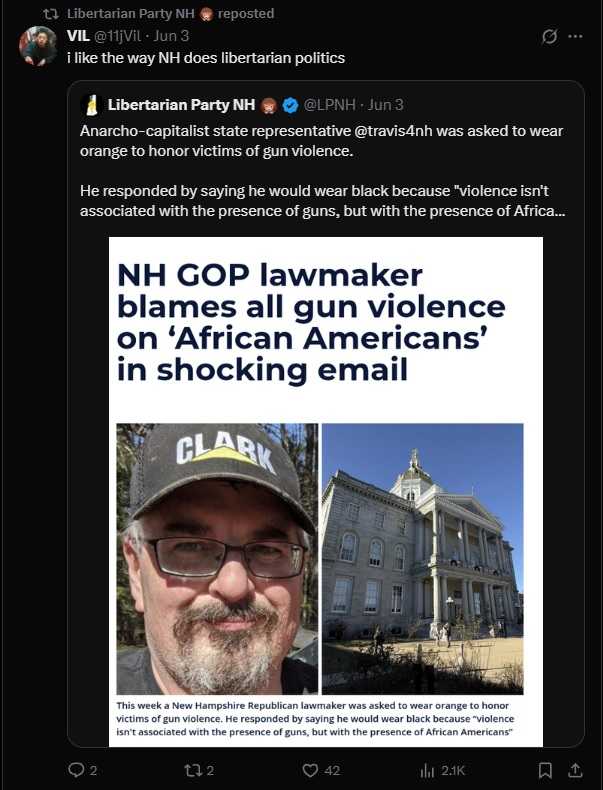 Libertarian Party NH reposted
VIL @11jVil · Jun 3
i like the way NH does libertarian politics
Libertarian Party NH @LPNH · Jun 3
Anarcho-capitalist state representative @travis4nh was asked to wear
orange to honor victims of gun violence.
He responded by saying he would wear black because "violence isn't
associated with the presence of guns, but with the presence of Africa...
NH GOP lawmaker
blames all gun violence
on ‘African Americans’
in shocking email
CLARK
This week a New Hampshire Republican lawmaker was asked to wear orange to honor
victims of gun violence. He responded by saying he would wear black because "violence
isn't associated with the presence of guns, but with the presence of African Americans"
2 2 42 2.1K